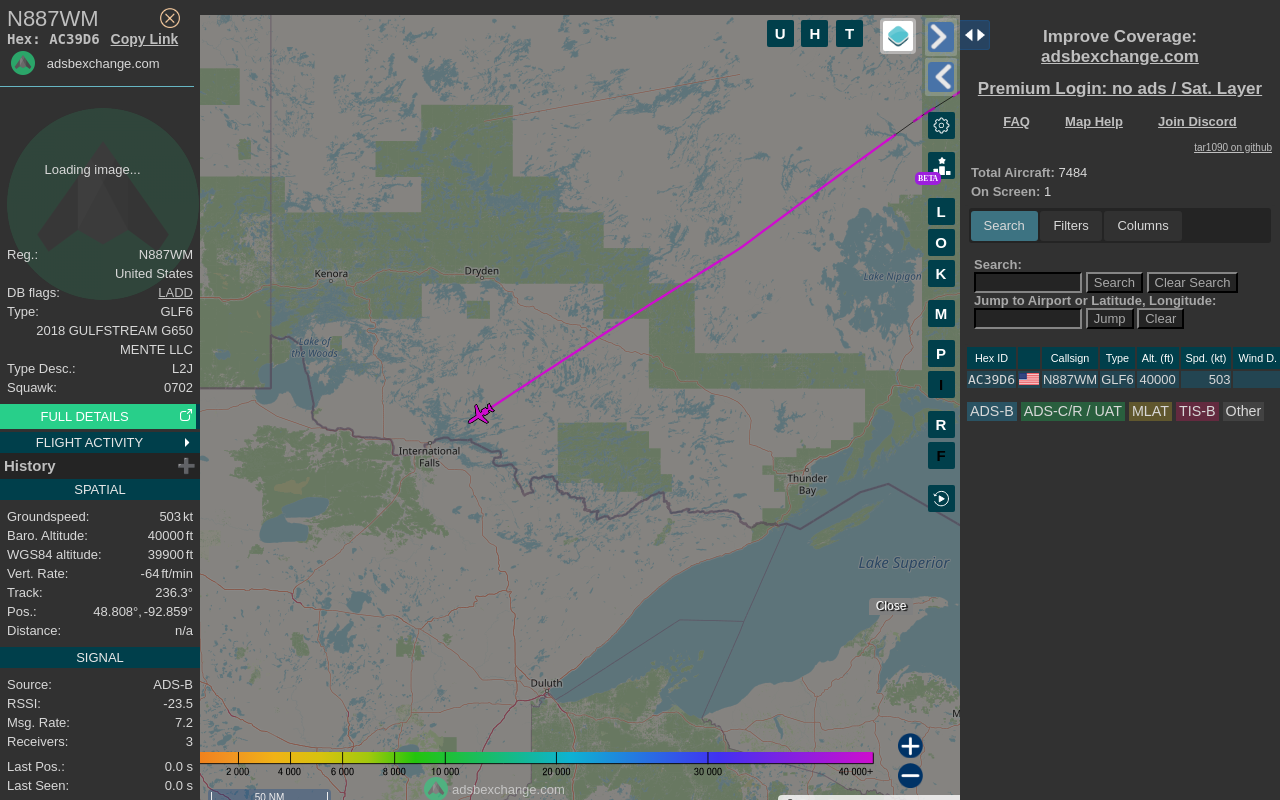 N887WM
Hex: AC39D6 Copy Link
adsbexchange.com
Loading image...
Reg.: N887WM
United States
DB flags: LADD
Type: GLF6
2018 GULFSTREAM G650
MENTE LLC
Type Desc.: L2J
Squawk: 0702
FULL DETAILS
FLIGHT ACTIVITY
History
SPATIAL
Groundspeed: 503 kt
Baro. Altitude: 40000 ft
WGS84 altitude: 39900 ft
Vert. Rate: -64 ft/min
Track: 236.3°
Pos.: 48.808°, -92.859°
Distance: n/a
SIGNAL
Source: ADS-B
RSSI: -23.5
Msg. Rate: 7.2
Receivers: 3
Last Pos.: 0.0 s
Last Seen: 0.0 s
U H T
BETA
L
O
K
M
P
I
R
F
Kenora
Dryden
Lake Nipigon
Lake of
the Woods
International
Falls
Thunder
Bay
Lake Superior
Close
Duluth
M
2 000 4 000 6 000 8 000 10 000 20 000 30 000 40 000+
adsbexchange.com
50 NM
Improve Coverage:
adsbexchange.com
Premium Login: no ads / Sat. Layer
FAQ Map Help Join Discord
tar1090 on github
Total Aircraft: 7484
On Screen: 1
Search Filters Columns
Search:
Search Clear Search
Jump to Airport or Latitude, Longitude:
Jump Clear
Hex ID Callsign Type Alt. (ft) Spd. (kt) Wind D.
AC39D6 N887WM GLF6 40000 503
ADS-B ADS-C/R / UAT MLAT TIS-B Other